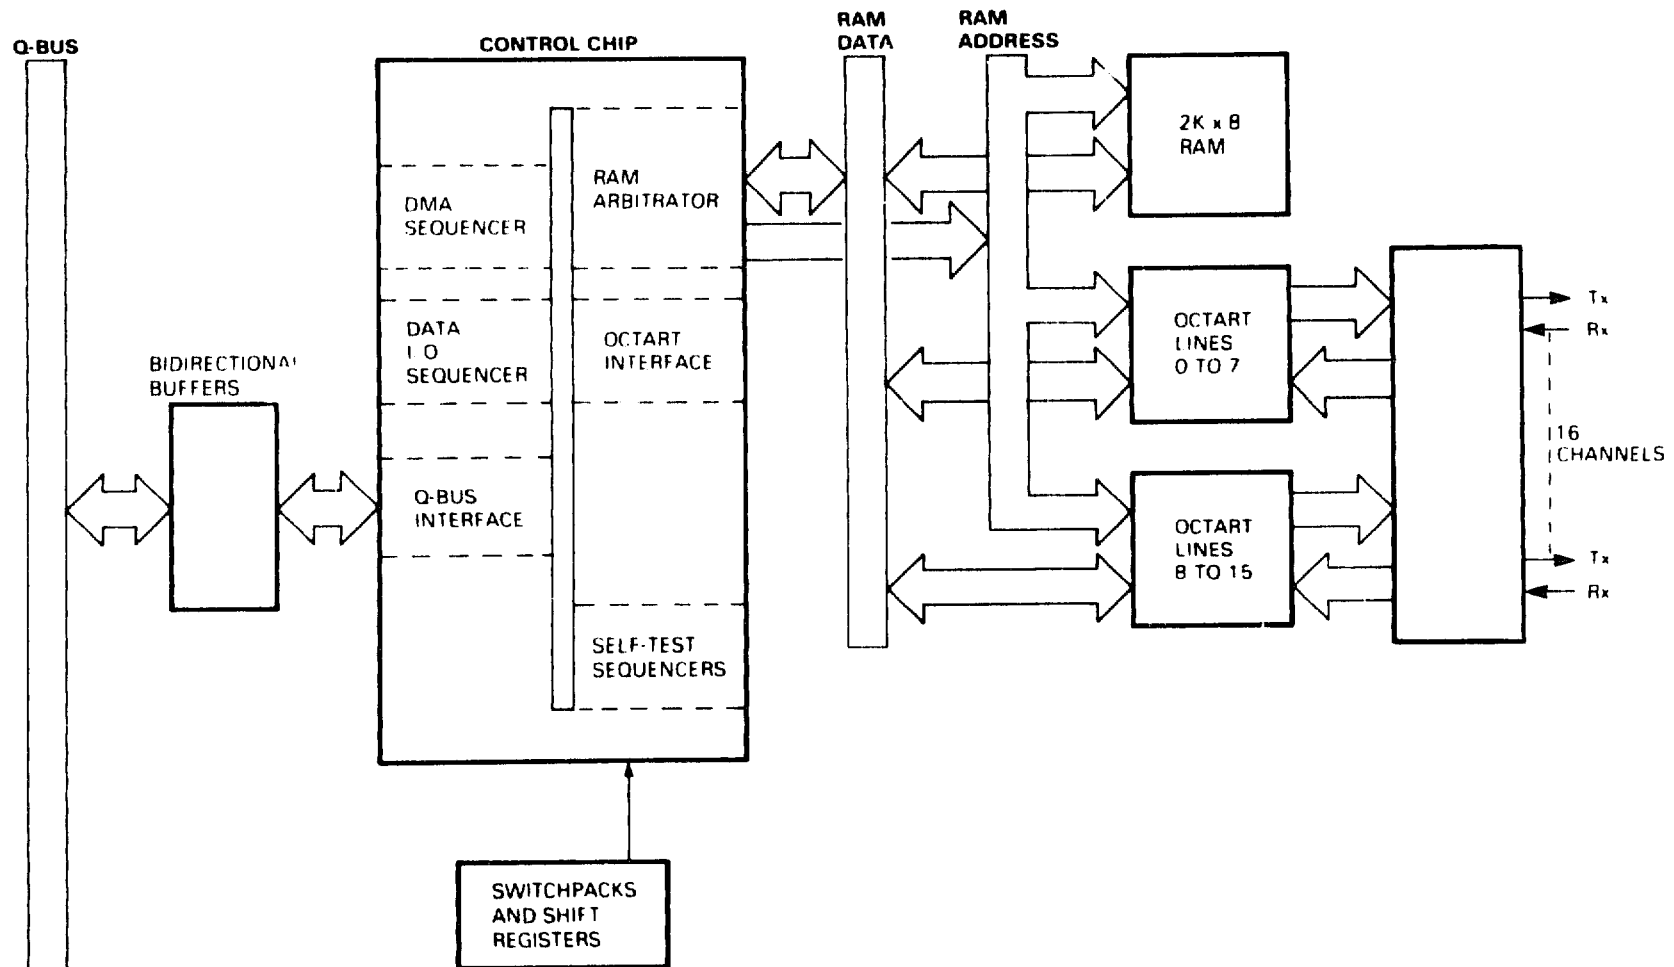 Q-BUS
CONTROL CHIP
RAM
DATA
RAM
ADDRESS
2K x 8
RAM
RAM
ARBITRATOR
DMA
SEQUENCER
DATA
I/O
SEQUENCER
OCTART
INTERFACE
BIDIRECTIONAL
BUFFERS
Q-BUS
INTERFACE
SELF-TEST
SEQUENCERS
OCTART
LINES
0 TO 7
OCTART
LINES
8 TO 15
Tx
Rx
16
CHANNELS
Tx
Rx
SWITCHPACKS
AND SHIFT
REGISTERS